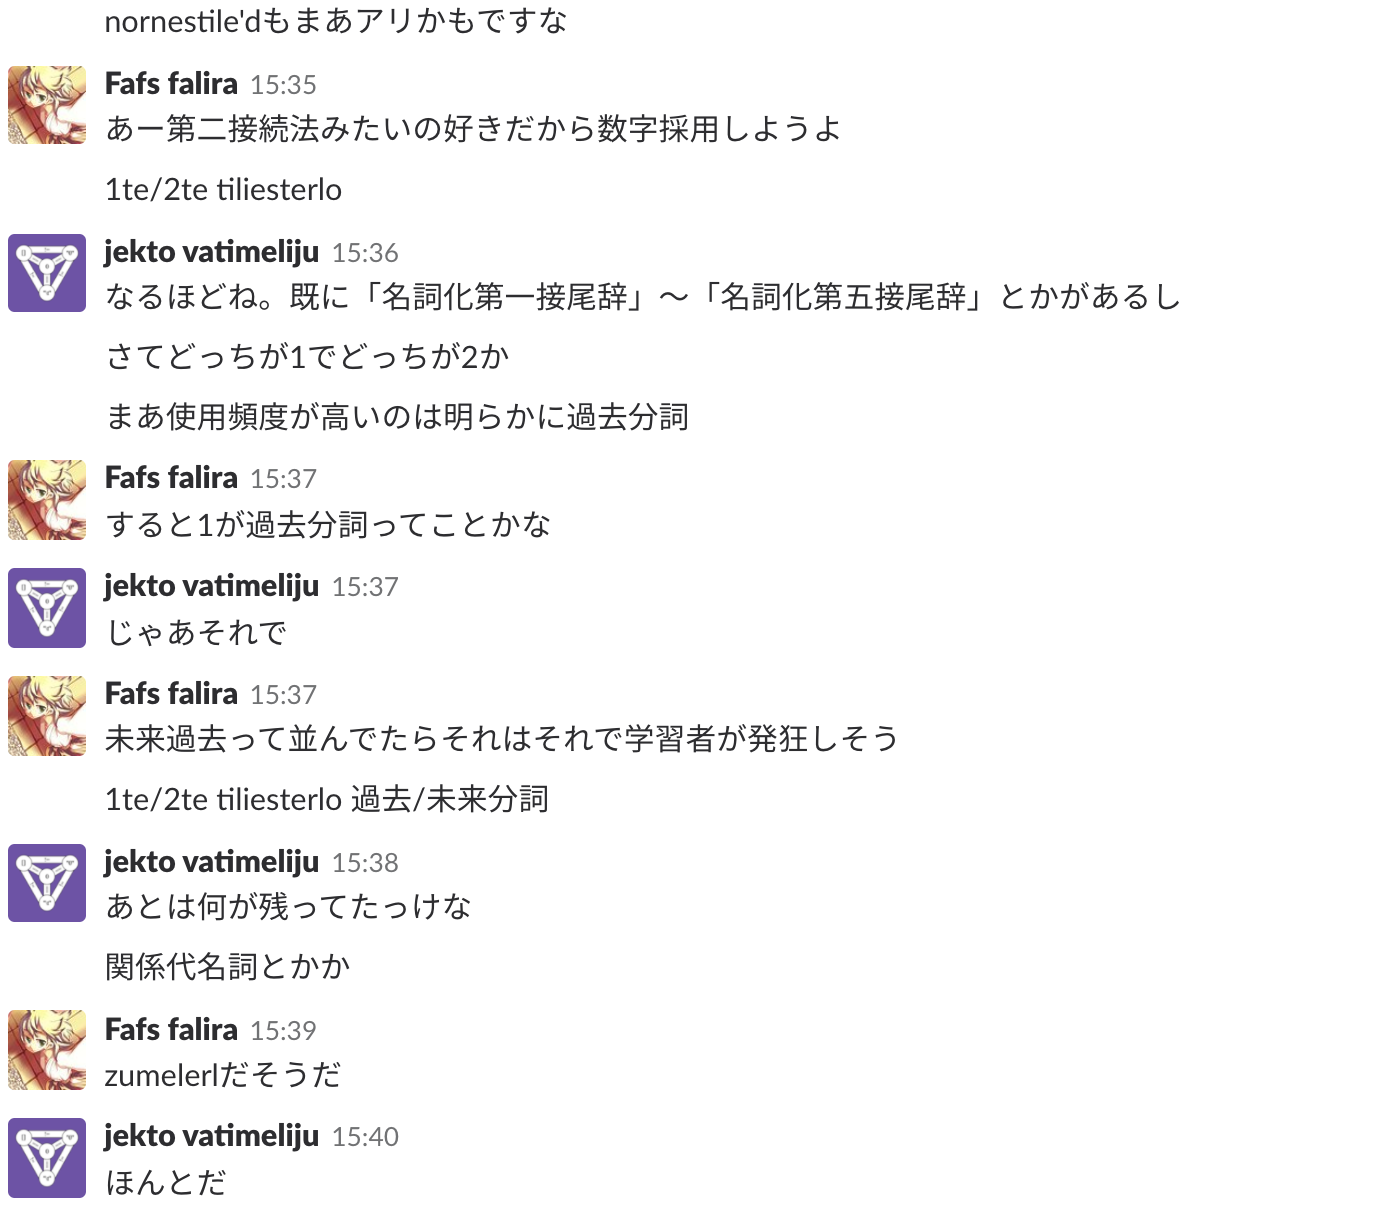 nornestile'dもまあアリかもですな
Fafs falira 15:35
あー第二接続法みたいの好きだから数字採用しようよ
1te/2te tiliesterlo
jekto vatimeliju 15:36
なるほどね。既に「名詞化第一接尾辞」～「名詞化第五接尾辞」とかがあるし
さてどっちが1でどっちが2か
まあ使用頻度が高いのは明らかに過去分詞
Fafs falira 15:37
すると1が過去分詞ってことかな
jekto vatimeliju 15:37
じゃあそれで
Fafs falira 15:37
未来過去って並んでたらそれはそれで学習者が発狂しそう
1te/2te tiliesterlo 過去/未来分詞
jekto vatimeliju 15:38
あとは何が残ってたっけな
関係代名詞とかか
Fafs falira 15:39
zumelerlだそうだ
jekto vatimeliju 15:40
ほんとだ